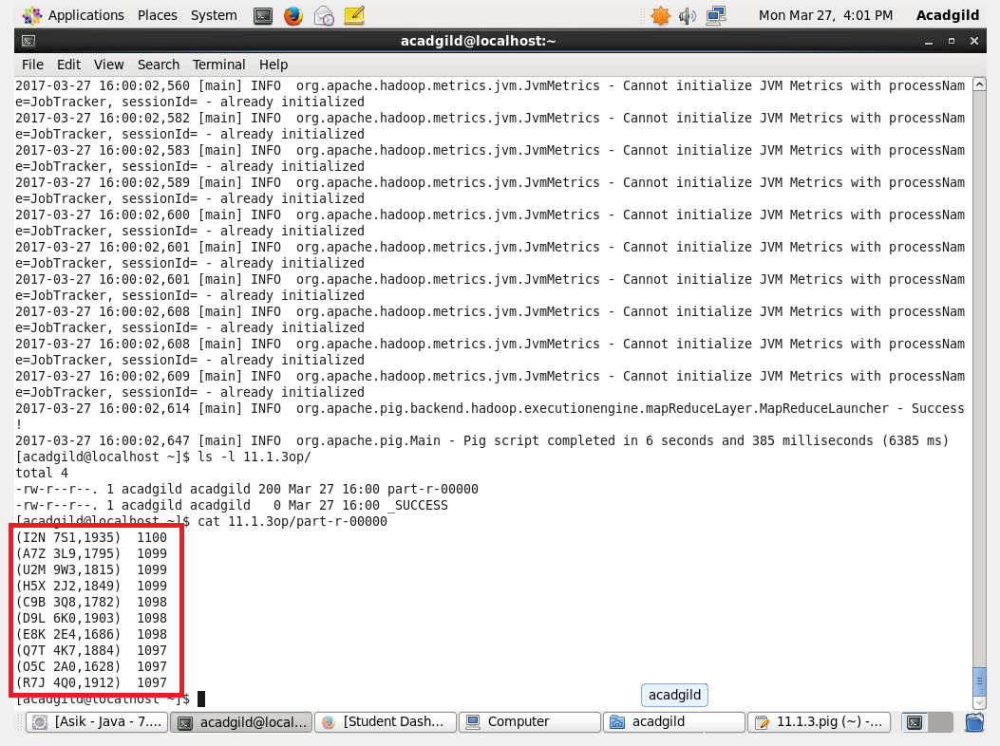 Applications Places System Mon Mar 27, 4:01 PM Acadgild
acadgild@localhost:~
File Edit View Search Terminal Help
2017-03-27 16:00:02,560 [main] INFO  org.apache.hadoop.metrics.jvm.JvmMetrics - Cannot initialize JVM Metrics with processNam
e=JobTracker, sessionId= - already initialized
2017-03-27 16:00:02,582 [main] INFO  org.apache.hadoop.metrics.jvm.JvmMetrics - Cannot initialize JVM Metrics with processNam
e=JobTracker, sessionId= - already initialized
2017-03-27 16:00:02,583 [main] INFO  org.apache.hadoop.metrics.jvm.JvmMetrics - Cannot initialize JVM Metrics with processNam
e=JobTracker, sessionId= - already initialized
2017-03-27 16:00:02,589 [main] INFO  org.apache.hadoop.metrics.jvm.JvmMetrics - Cannot initialize JVM Metrics with processNam
e=JobTracker, sessionId= - already initialized
2017-03-27 16:00:02,600 [main] INFO  org.apache.hadoop.metrics.jvm.JvmMetrics - Cannot initialize JVM Metrics with processNam
e=JobTracker, sessionId= - already initialized
2017-03-27 16:00:02,601 [main] INFO  org.apache.hadoop.metrics.jvm.JvmMetrics - Cannot initialize JVM Metrics with processNam
e=JobTracker, sessionId= - already initialized
2017-03-27 16:00:02,601 [main] INFO  org.apache.hadoop.metrics.jvm.JvmMetrics - Cannot initialize JVM Metrics with processNam
e=JobTracker, sessionId= - already initialized
2017-03-27 16:00:02,608 [main] INFO  org.apache.hadoop.metrics.jvm.JvmMetrics - Cannot initialize JVM Metrics with processNam
e=JobTracker, sessionId= - already initialized
2017-03-27 16:00:02,608 [main] INFO  org.apache.hadoop.metrics.jvm.JvmMetrics - Cannot initialize JVM Metrics with processNam
e=JobTracker, sessionId= - already initialized
2017-03-27 16:00:02,609 [main] INFO  org.apache.hadoop.metrics.jvm.JvmMetrics - Cannot initialize JVM Metrics with processNam
e=JobTracker, sessionId= - already initialized
2017-03-27 16:00:02,614 [main] INFO  org.apache.pig.backend.hadoop.executionengine.mapReduceLayer.MapReduceLauncher - Success
!
2017-03-27 16:00:02,647 [main] INFO  org.apache.pig.Main - Pig script completed in 6 seconds and 385 milliseconds (6385 ms)
[acadgild@localhost ~]$ ls -l 11.1.3op/
total 4
-rw-r--r--. 1 acadgild acadgild 200 Mar 27 16:00 part-r-00000
-rw-r--r--. 1 acadgild acadgild   0 Mar 27 16:00 _SUCCESS
[acadgild@localhost ~]$ cat 11.1.3op/part-r-00000
(I2N 7S1,1935)  1100
(A7Z 3L9,1795)  1099
(U2M 9W3,1815)  1099
(H5X 2J2,1849)  1099
(C9B 3Q8,1782)  1098
(D9L 6K0,1903)  1098
(E8K 2E4,1686)  1098
(Q7T 4K7,1884)  1097
(O5C 2A0,1628)  1097
(R7J 4Q0,1912)  1097
[acadgild@localhost ~]$
acadgild
[Asik - Java - 7.... acadgild@local... [Student Dash... Computer acadgild 11.1.3.pig (~) -...